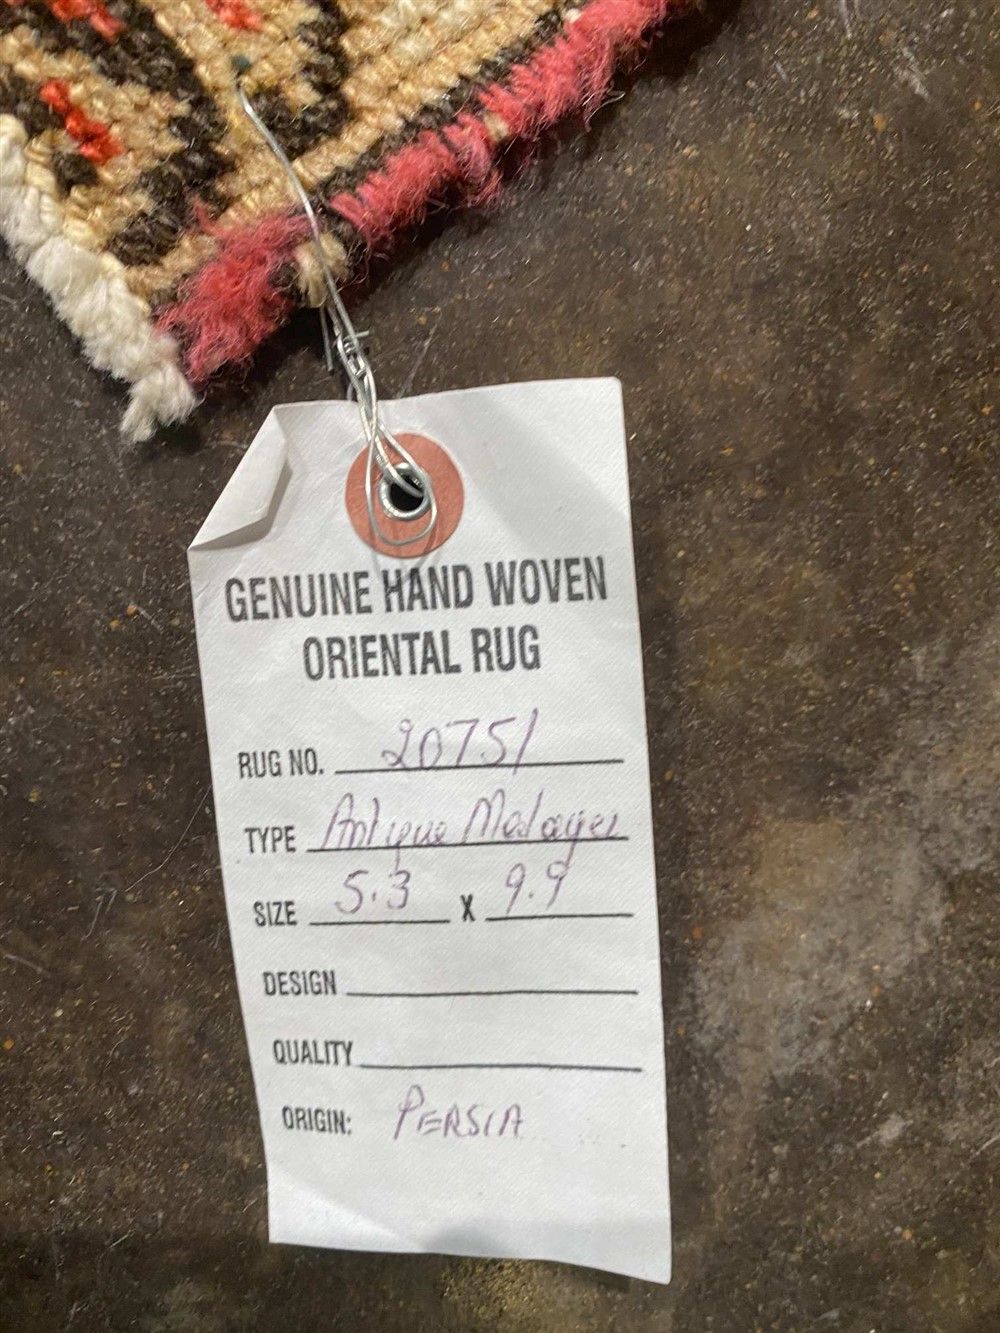 GENUINE HAND WOVEN
ORIENTAL RUG
RUG NO. 20751
TYPE Antique Malayer
SIZE 5.3 X 9.9
DESIGN
QUALITY
ORIGIN: PERSIA